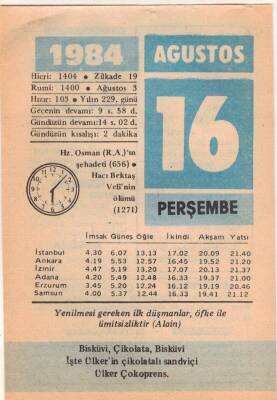 1984
AĞUSTOS
Hicri: 1404 • Zilkade 19
Rumi: 1400 • Ağustos 3
Hızır: 103 • Yılın 229. günü
Gecenin devamı: 9 s. 58 d.
Gündüzün devamı: 14 s. 02 d.
Gündüzün kısalışı: 2 dakika
16
Hz. Osman (R.A.)'ın
şehadeti (656) •
Hacı Bektaş
Veli'nin
ölümü
(1271)
PERŞEMBE
İmsak Güneş Öğle İkindi Akşam Yatsı
İstanbul 4.30 6.07 13.13 17.02 20.09 21.40
Ankara 4.19 5.53 12.57 16.45 19.52 21.20
İzmir 4.47 5.19 13.20 17.07 20.13 21.37
Adana 4.20 5.49 12.48 16.33 19.37 21.00
Erzurum 3.45 5.20 12.24 16.12 19.19 20.46
Samsun 4.00 5.37 12.44 16.33 19.41 21.12
Yenilmesi gereken ilk düşmanlar, öfke ile
ümitsizliktir (Alain)
Bisküvi, Çikolata, Bisküvi
İşte Ülker'in çikolatalı sandviçi
Ülker Çokoprens.